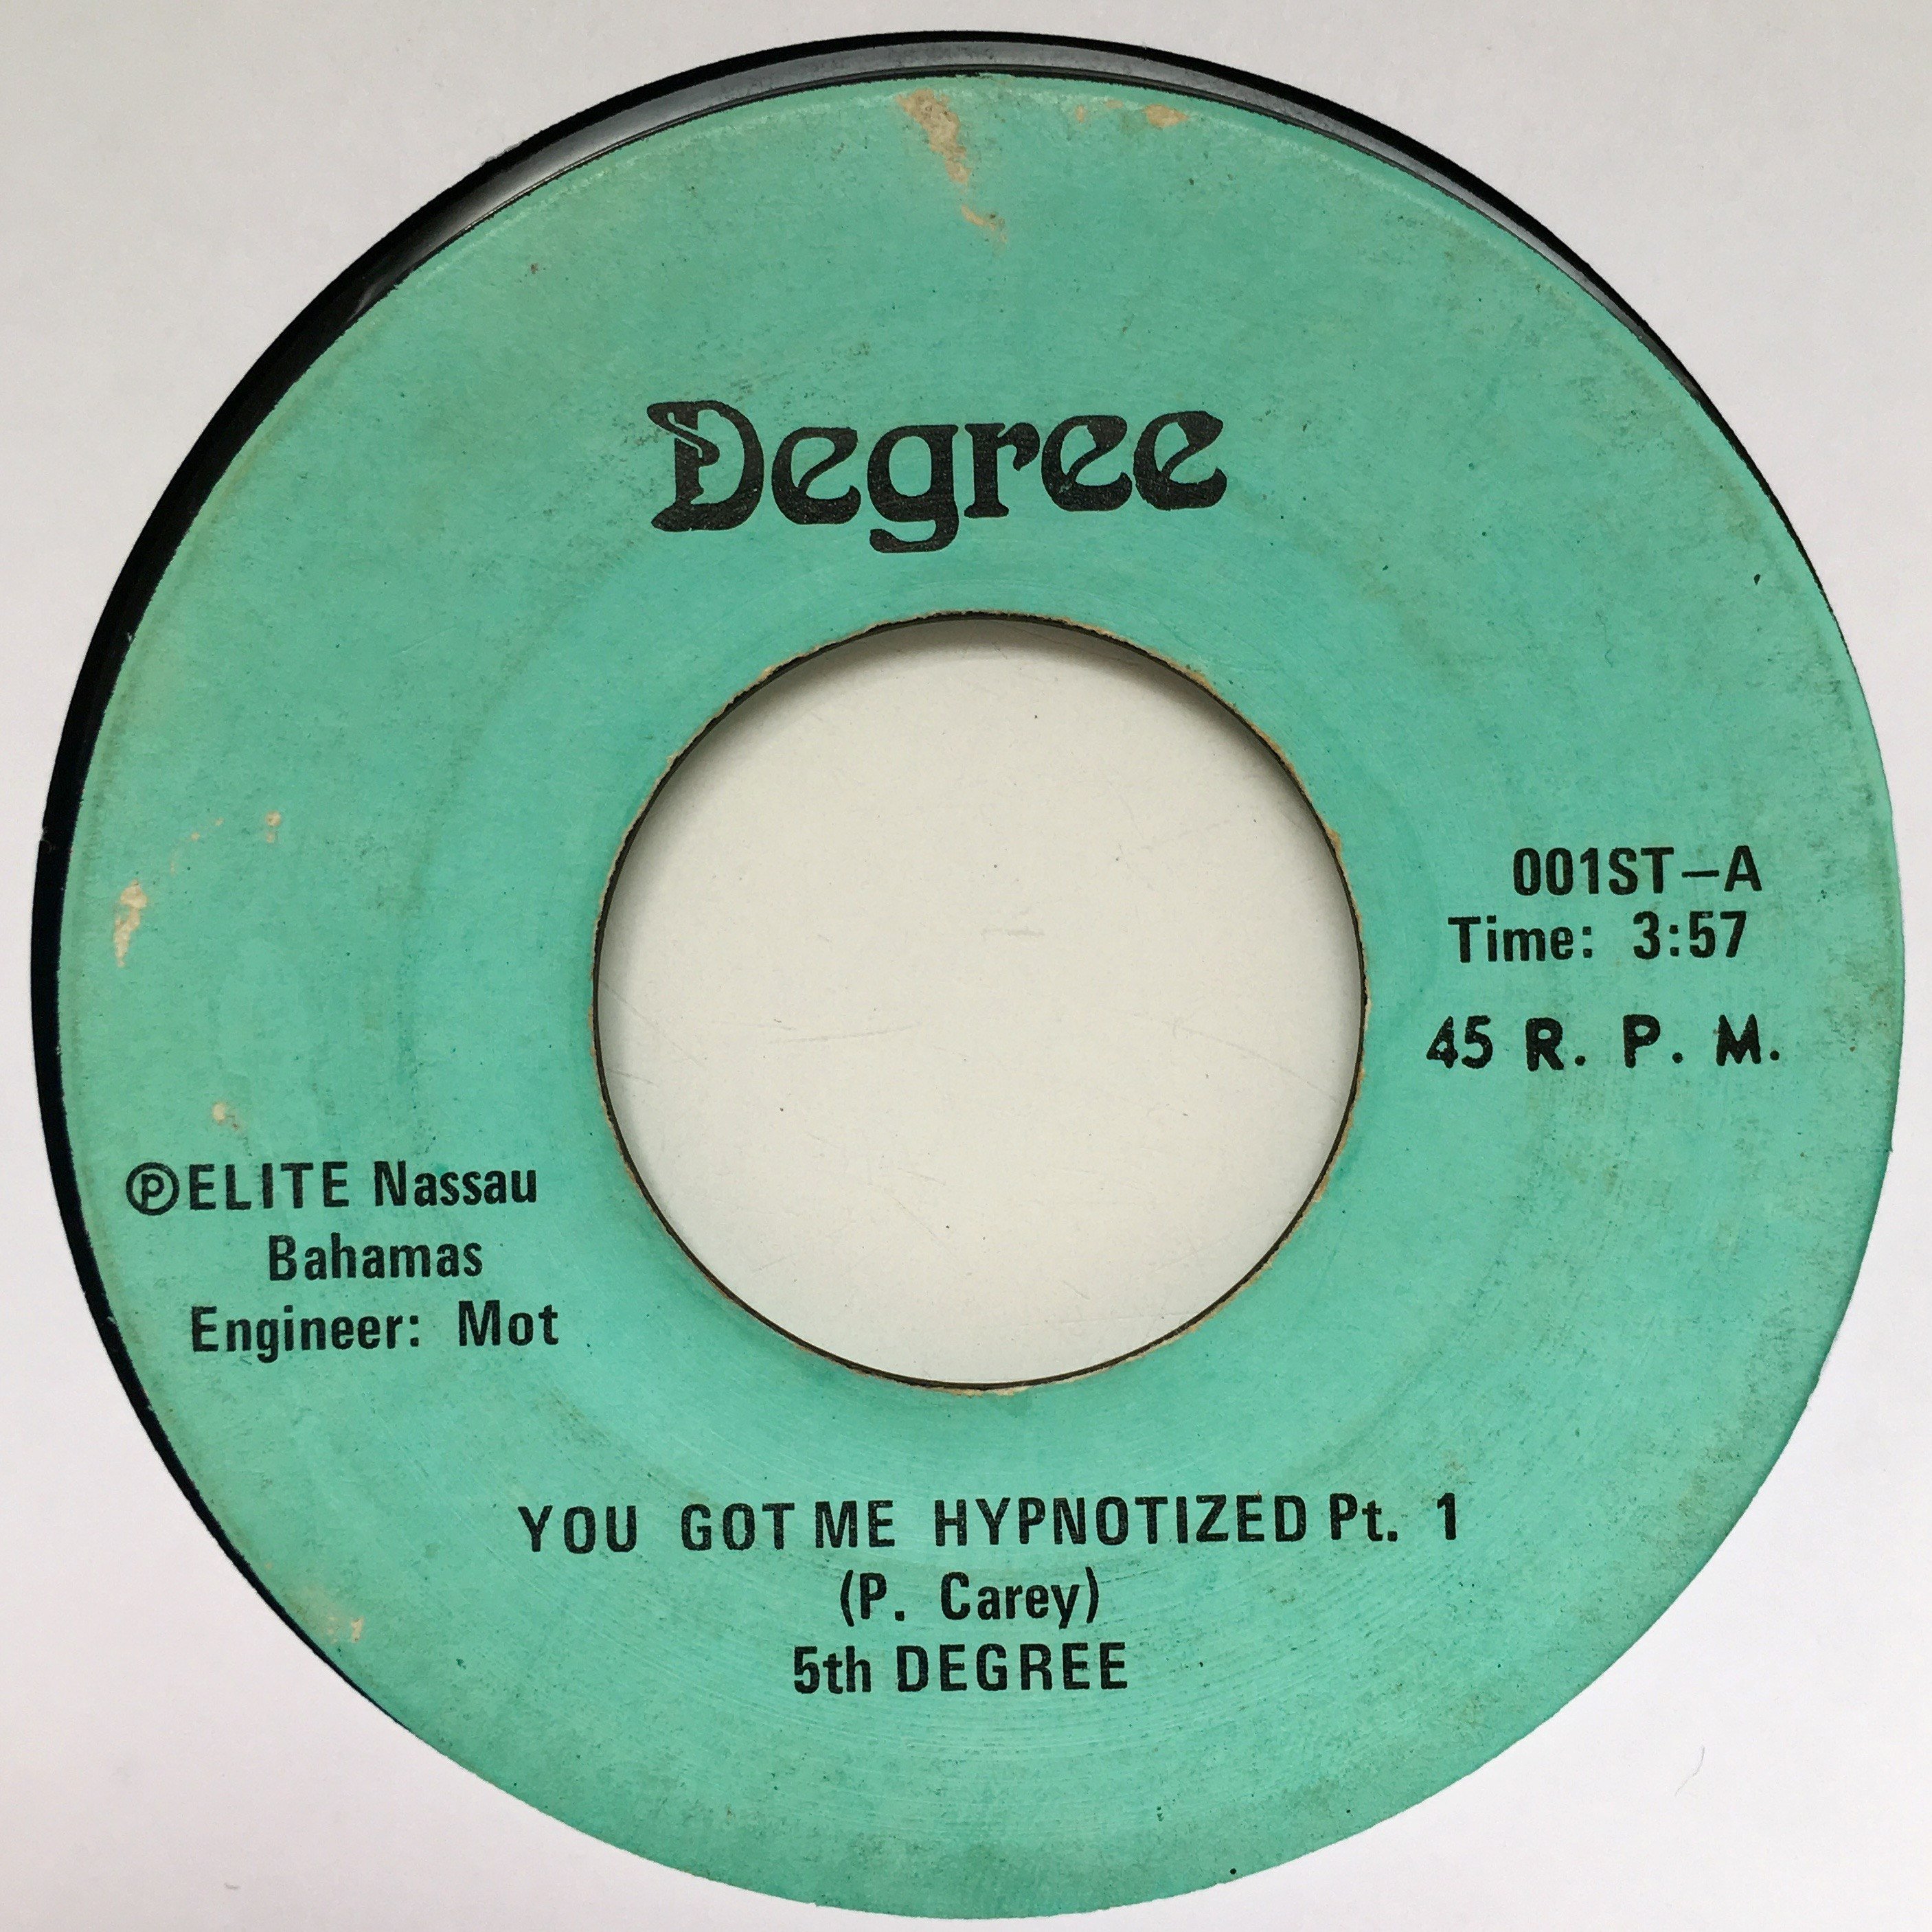 Degree
001ST-A
Time: 3:57
45 R. P. M.
℗ELITE Nassau
Bahamas
Engineer: Mot
YOU GOT ME HYPNOTIZED Pt. 1
(P. Carey)
5th DEGREE